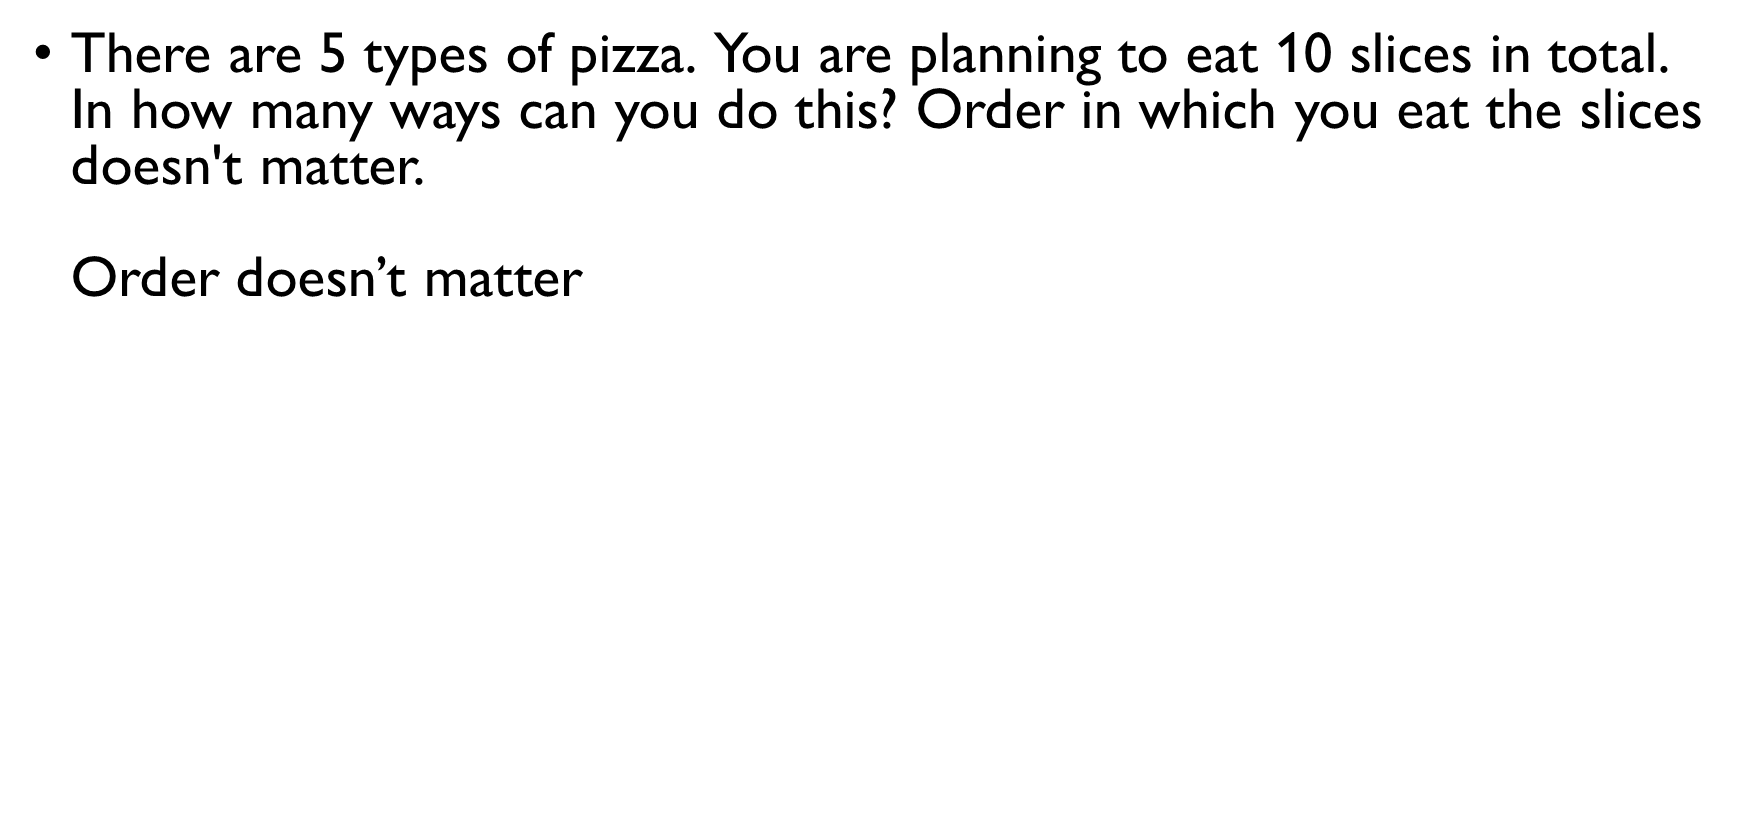 • There are 5 types of pizza. You are planning to eat 10 slices in total.
In how many ways can you do this? Order in which you eat the slices
doesn't matter.
Order doesn’t matter